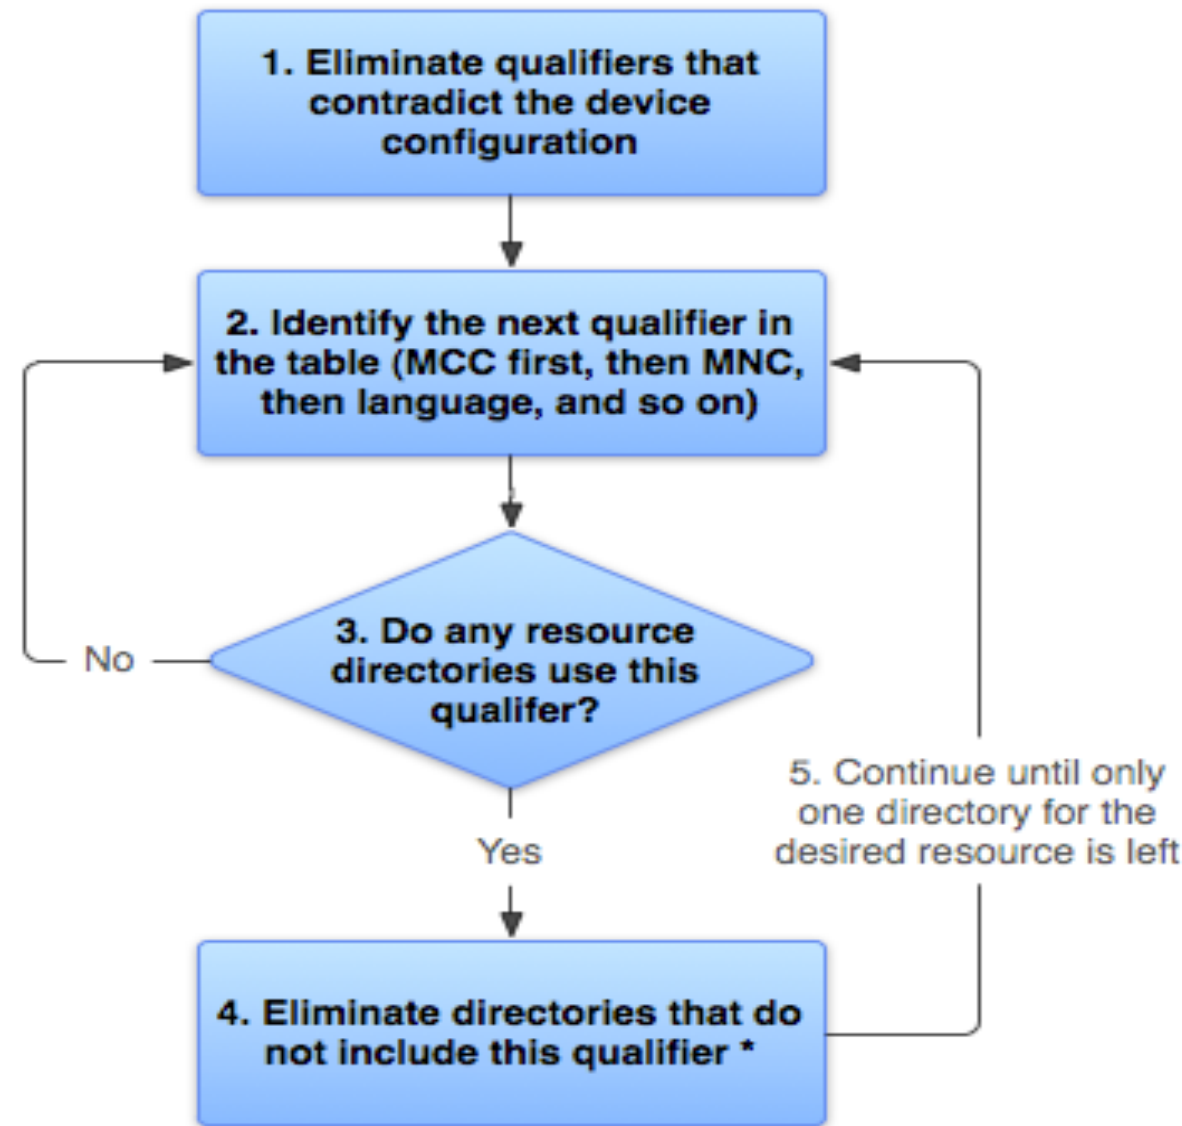 1. Eliminate qualifiers that
contradict the device
configuration
2. Identify the next qualifier in
the table (MCC first, then MNC,
then language, and so on)
3. Do any resource
directories use this
qualifer?
No
Yes
5. Continue until only
one directory for the
desired resource is left
4. Eliminate directories that do
not include this qualifier *